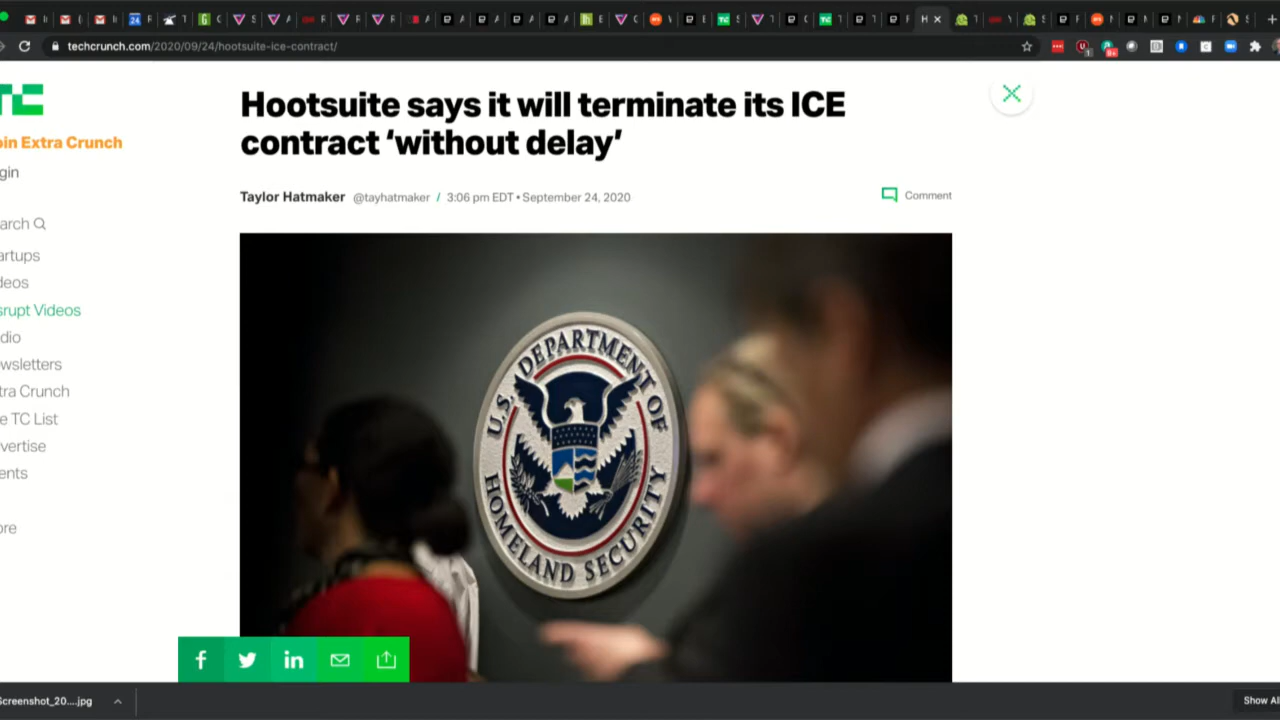 techcrunch.com/2020/09/24/hootsuite-ice-contract/
TC
oin Extra Crunch
gin
arch
artups
deos
srupt Videos
dio
wsletters
tra Crunch
e TC List
vertise
ents
ore
Hootsuite says it will terminate its ICE
contract ‘without delay’
Taylor Hatmaker @tayhatmaker / 3:06 pm EDT • September 24, 2020
Comment
U.S. DEPARTMENT OF
HOMELAND SECURITY
Screenshot_20....jpg
Show Al